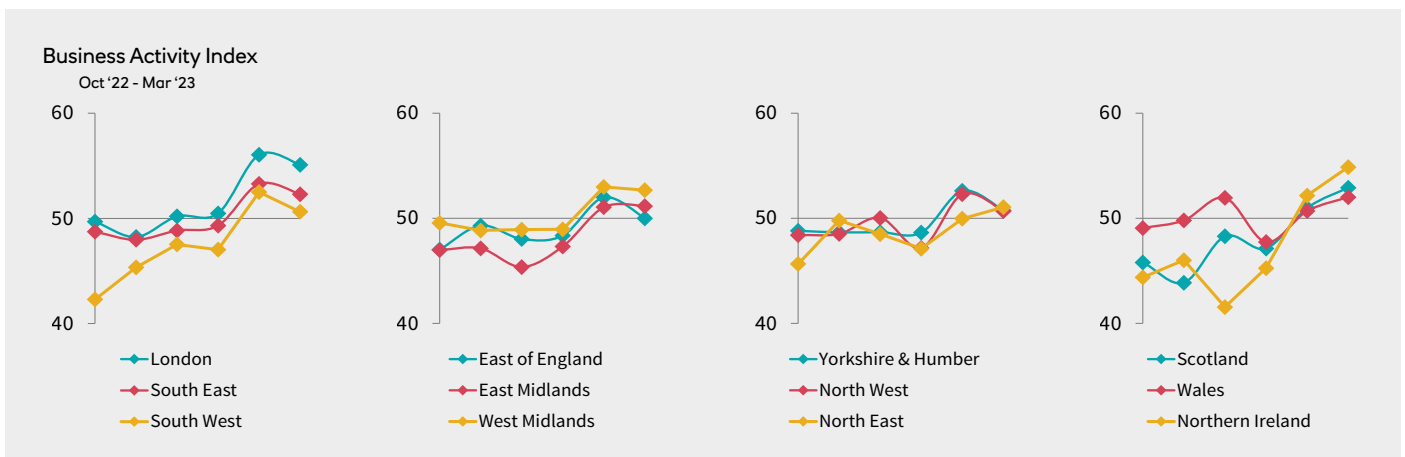 Business Activity Index
Oct ‘22 - Mar ‘23
60
50
40
London
South East
South West
60
50
40
East of England
East Midlands
West Midlands
60
50
40
Yorkshire & Humber
North West
North East
60
50
40
Scotland
Wales
Northern Ireland